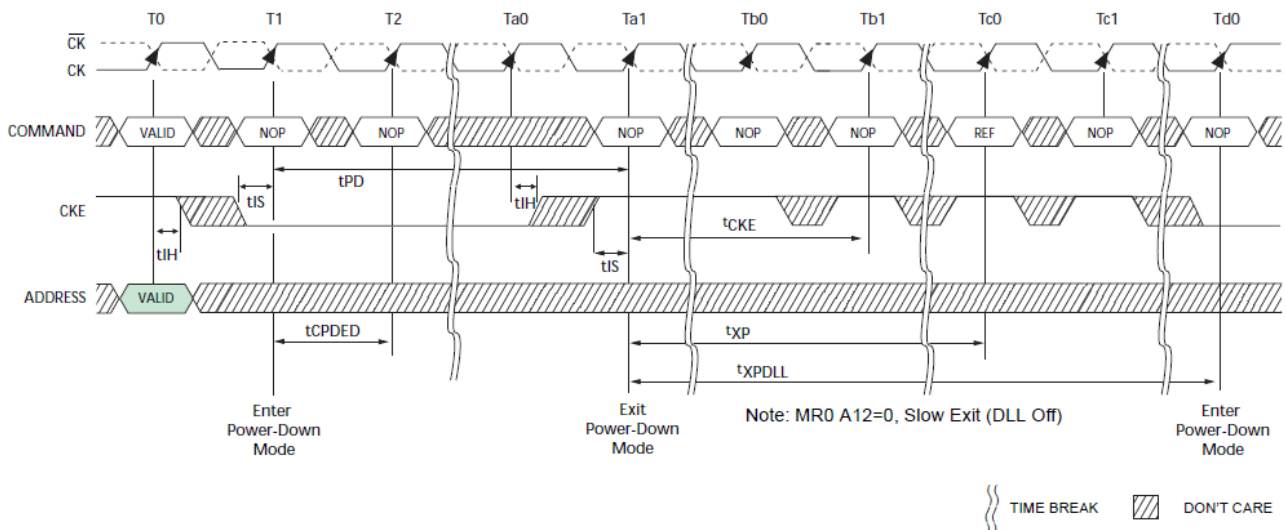 T0 T1 T2 Ta0 Ta1 Tb0 Tb1 Tc0 Tc1 Td0
CK
CK
COMMAND VALID NOP NOP NOP NOP NOP REF NOP NOP
tPD
tIS tIH
CKE
tCKE
tIH tIS
ADDRESS VALID
tCPDED tXP
tXPDLL
Enter Exit Enter
Power-Down Power-Down Note: MR0 A12=0, Slow Exit (DLL Off) Power-Down
Mode Mode Mode
TIME BREAK DON'T CARE